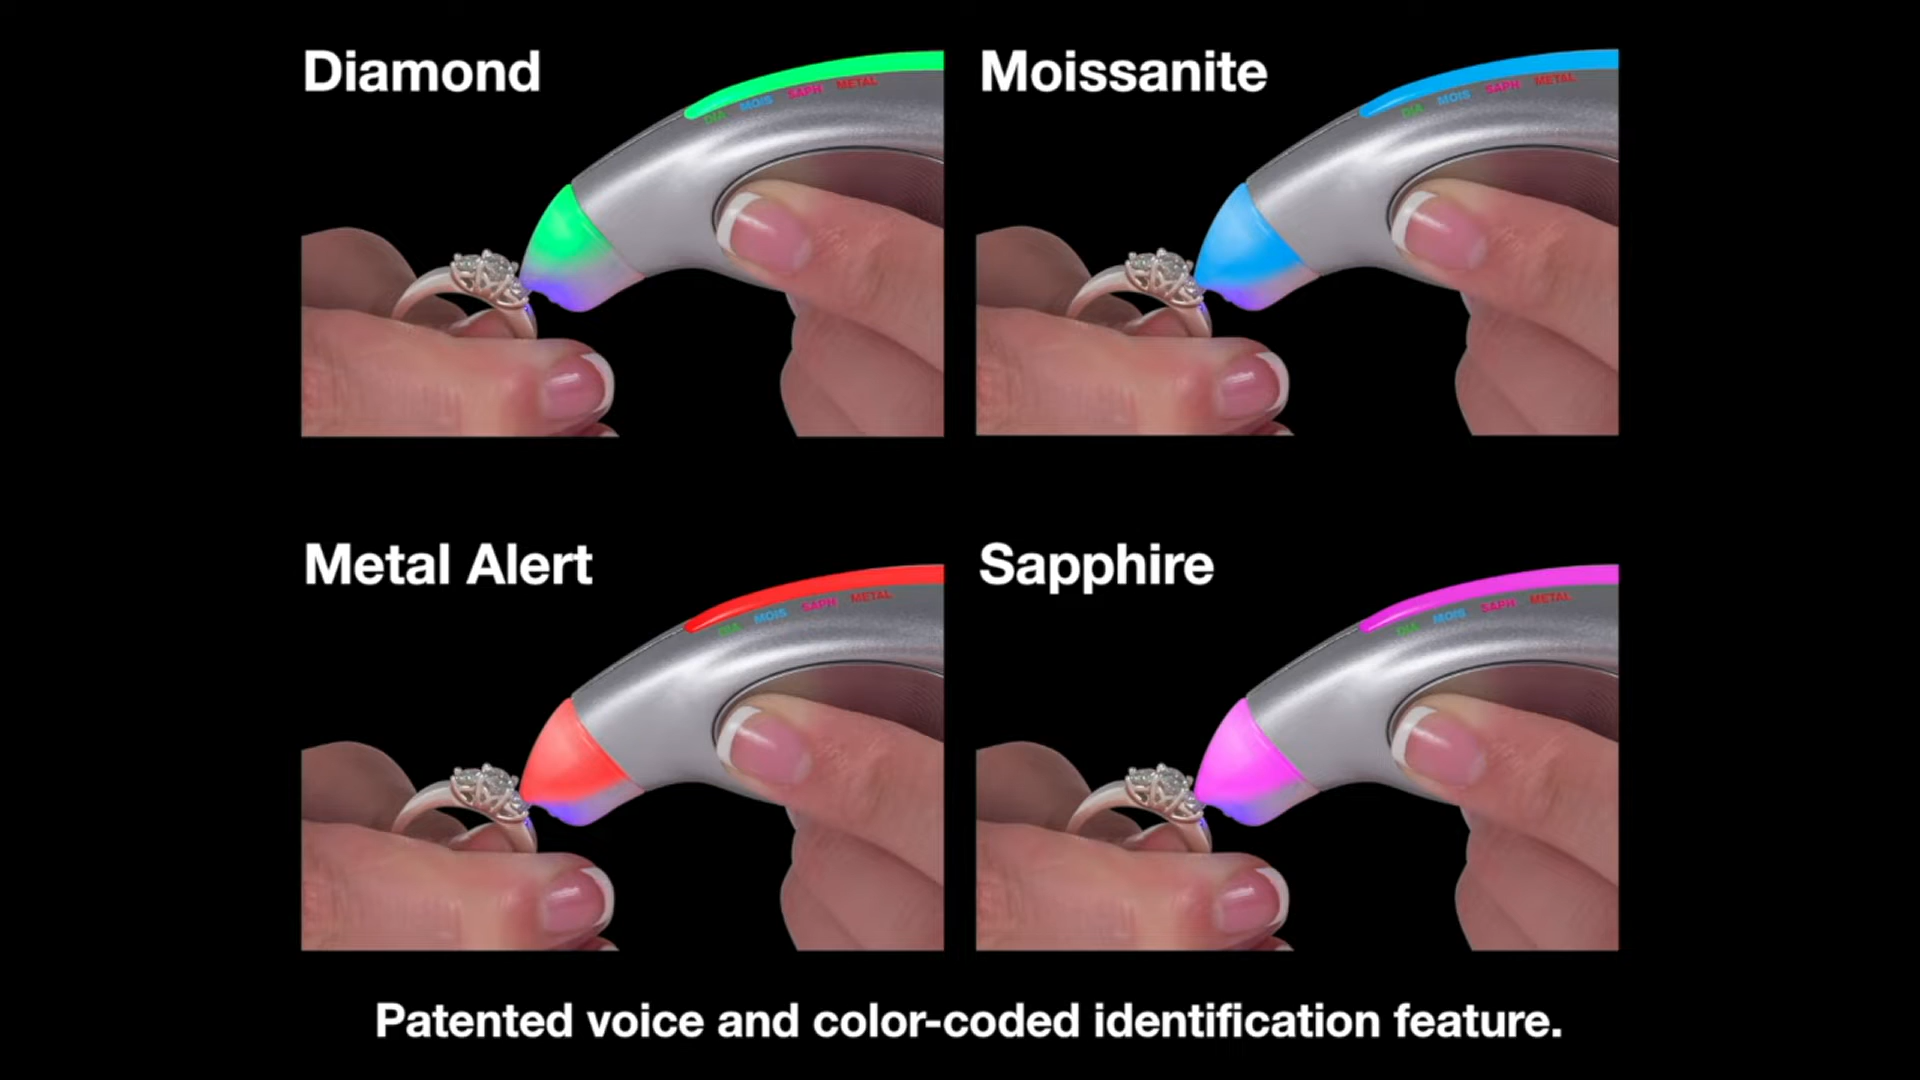 Diamond
DIA MOIS SAPH METAL
Moissanite
DIA MOIS SAPH METAL
Metal Alert
DIA MOIS SAPH METAL
Sapphire
DIA MOIS SAPH METAL
Patented voice and color-coded identification feature.